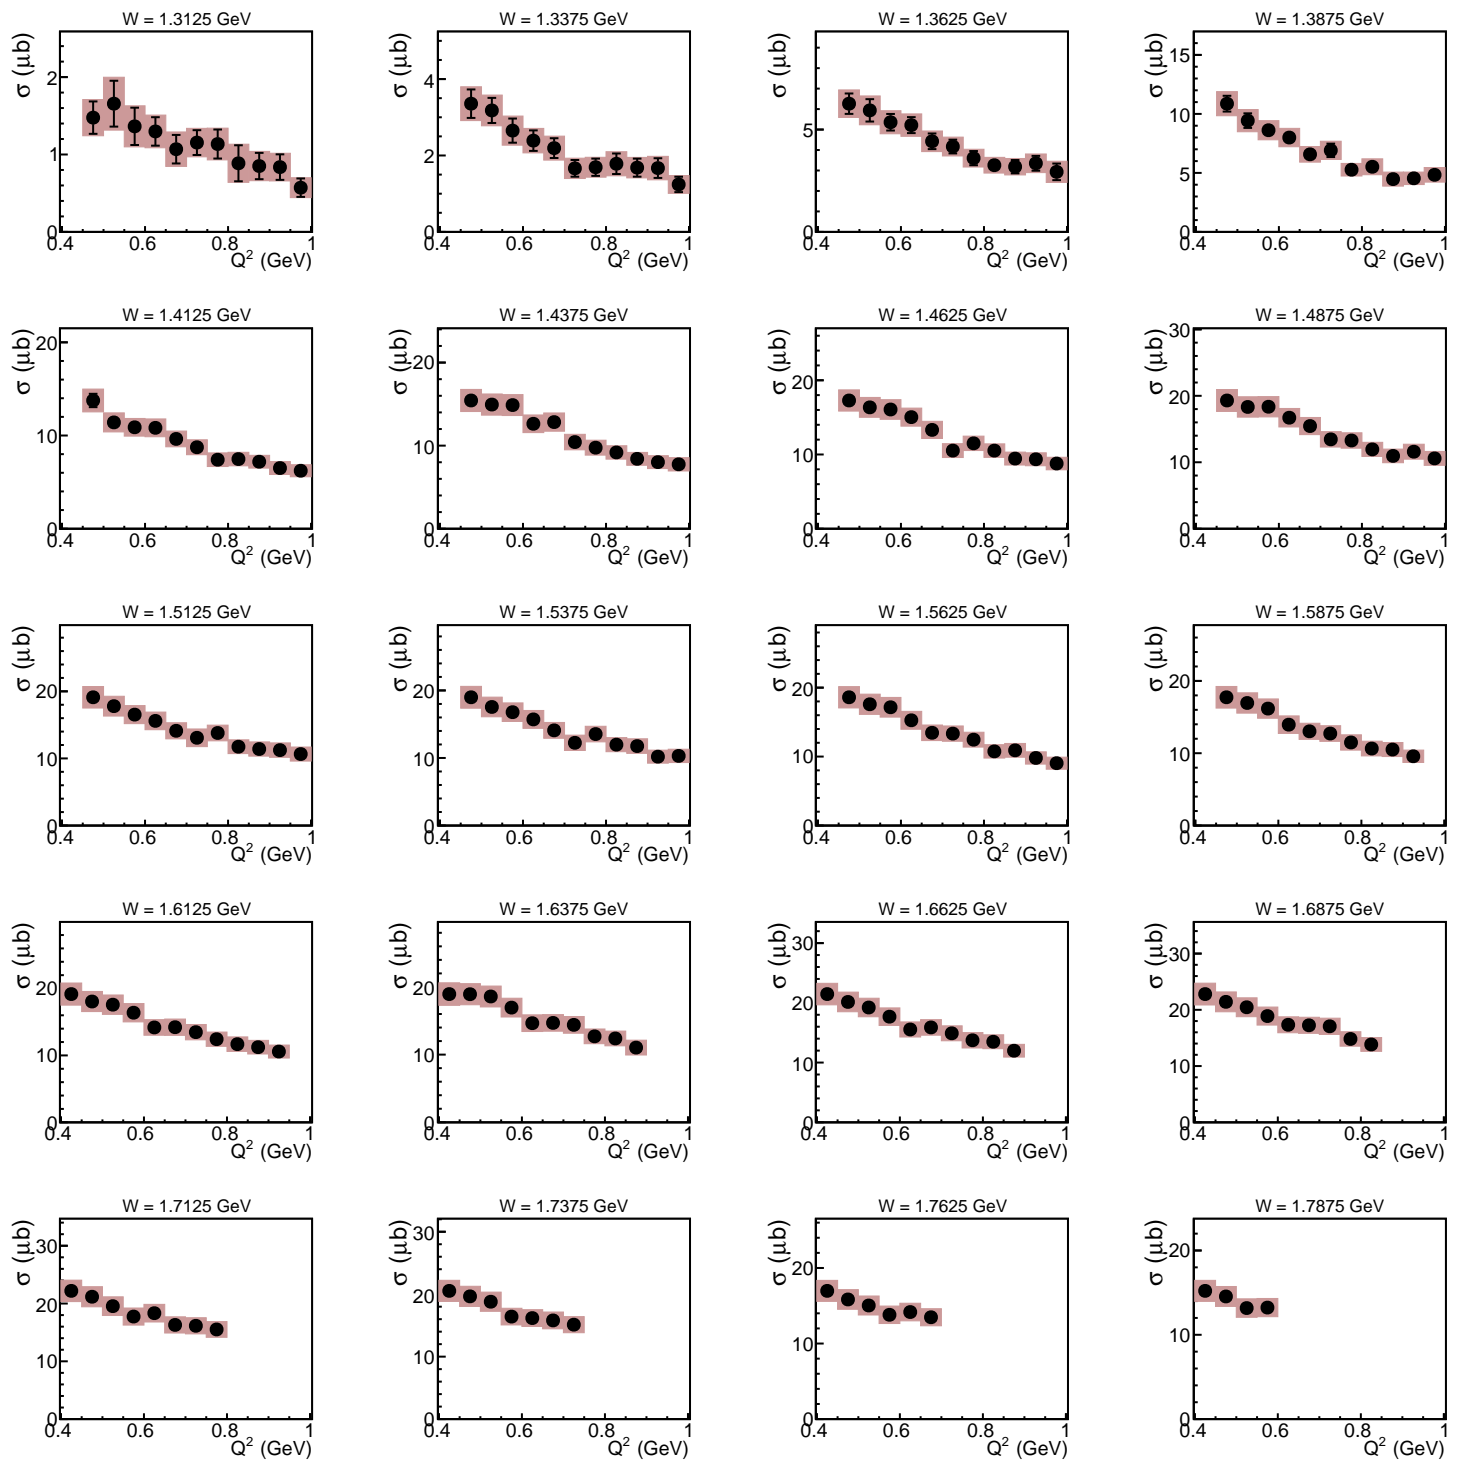 W = 1.3125 GeV
σ (μb)
2
1
0
0.4 0.6 0.8 1
Q² (GeV)
W = 1.3375 GeV
σ (μb)
4
2
0
0.4 0.6 0.8 1
Q² (GeV)
W = 1.3625 GeV
σ (μb)
5
0
0.4 0.6 0.8 1
Q² (GeV)
W = 1.3875 GeV
σ (μb)
15
10
5
0
0.4 0.6 0.8 1
Q² (GeV)
W = 1.4125 GeV
σ (μb)
20
10
0
0.4 0.6 0.8 1
Q² (GeV)
W = 1.4375 GeV
σ (μb)
20
10
0
0.4 0.6 0.8 1
Q² (GeV)
W = 1.4625 GeV
σ (μb)
20
10
0
0.4 0.6 0.8 1
Q² (GeV)
W = 1.4875 GeV
σ (μb)
30
20
10
0
0.4 0.6 0.8 1
Q² (GeV)
W = 1.5125 GeV
σ (μb)
20
10
0
0.4 0.6 0.8 1
Q² (GeV)
W = 1.5375 GeV
σ (μb)
20
10
0
0.4 0.6 0.8 1
Q² (GeV)
W = 1.5625 GeV
σ (μb)
20
10
0
0.4 0.6 0.8 1
Q² (GeV)
W = 1.5875 GeV
σ (μb)
20
10
0
0.4 0.6 0.8 1
Q² (GeV)
W = 1.6125 GeV
σ (μb)
20
10
0
0.4 0.6 0.8 1
Q² (GeV)
W = 1.6375 GeV
σ (μb)
20
10
0
0.4 0.6 0.8 1
Q² (GeV)
W = 1.6625 GeV
σ (μb)
30
20
10
0
0.4 0.6 0.8 1
Q² (GeV)
W = 1.6875 GeV
σ (μb)
30
20
10
0
0.4 0.6 0.8 1
Q² (GeV)
W = 1.7125 GeV
σ (μb)
30
20
10
0
0.4 0.6 0.8 1
Q² (GeV)
W = 1.7375 GeV
σ (μb)
30
20
10
0
0.4 0.6 0.8 1
Q² (GeV)
W = 1.7625 GeV
σ (μb)
20
10
0
0.4 0.6 0.8 1
Q² (GeV)
W = 1.7875 GeV
σ (μb)
20
10
0
0.4 0.6 0.8 1
Q² (GeV)